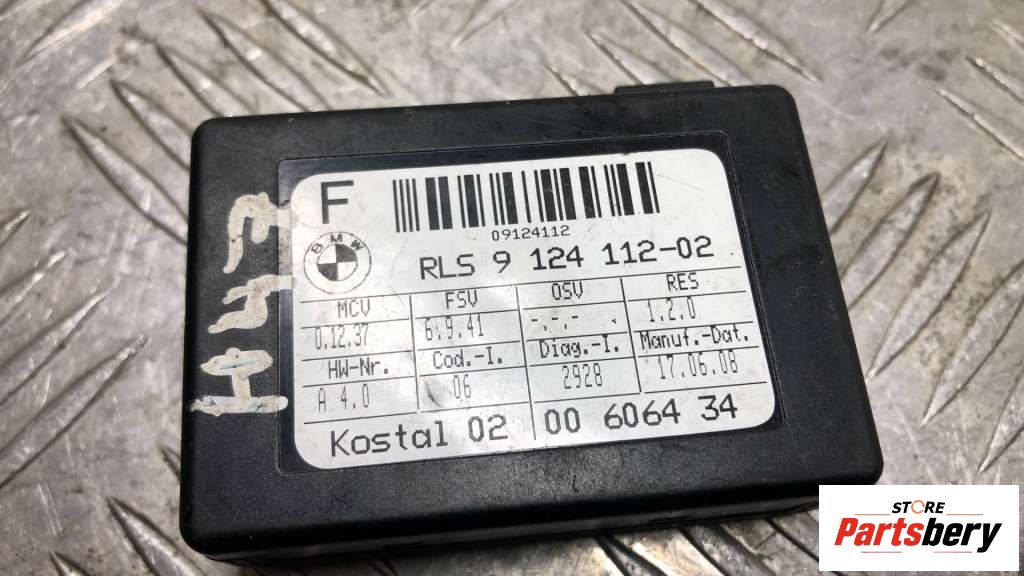 F
09124112
BMW
RLS 9 124 112-02
MCV FSV OSV RES
0.12.37 6.9.41 -.-.- . 1.2.0
HW-Nr. Cod.-I. Diag.-I. Manut.-Dat.
A 4.0 06 2928 17.06.08
Kostal 02 00 6064 34
STORE
Partsbery